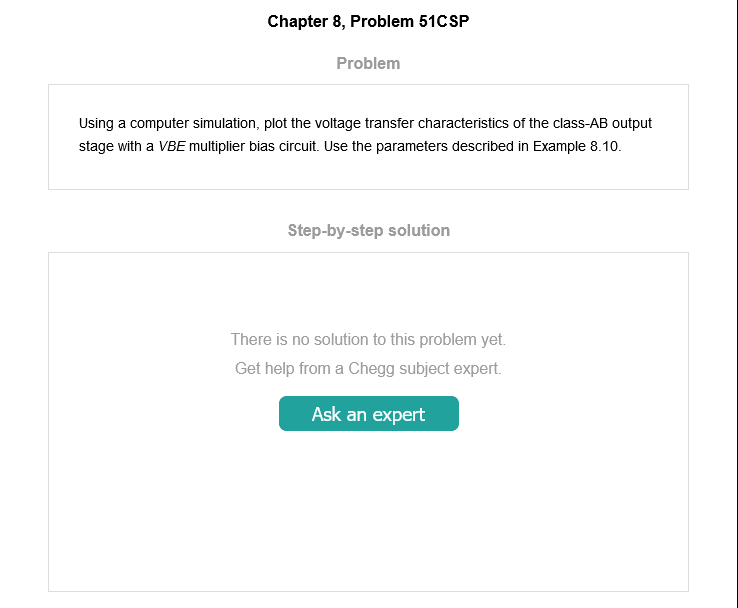 Chapter 8, Problem 51CSP
Problem
Using a computer simulation, plot the voltage transfer characteristics of the class-AB output
stage with a VBE multiplier bias circuit. Use the parameters described in Example 8.10.
Step-by-step solution
There is no solution to this problem yet.
Get help from a Chegg subject expert.
Ask an expert